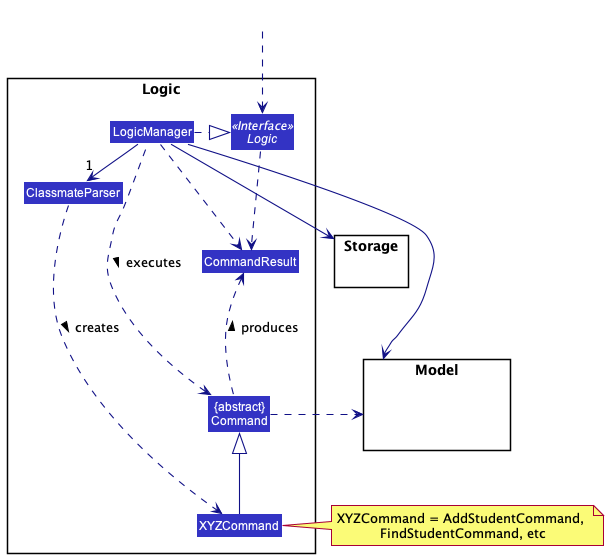 Logic
LogicManager
«Interface»
Logic
1
ClassmateParser
Storage
CommandResult
executes
creates
produces
Model
{abstract}
Command
XYZCommand
XYZCommand = AddStudentCommand,
FindStudentCommand, etc